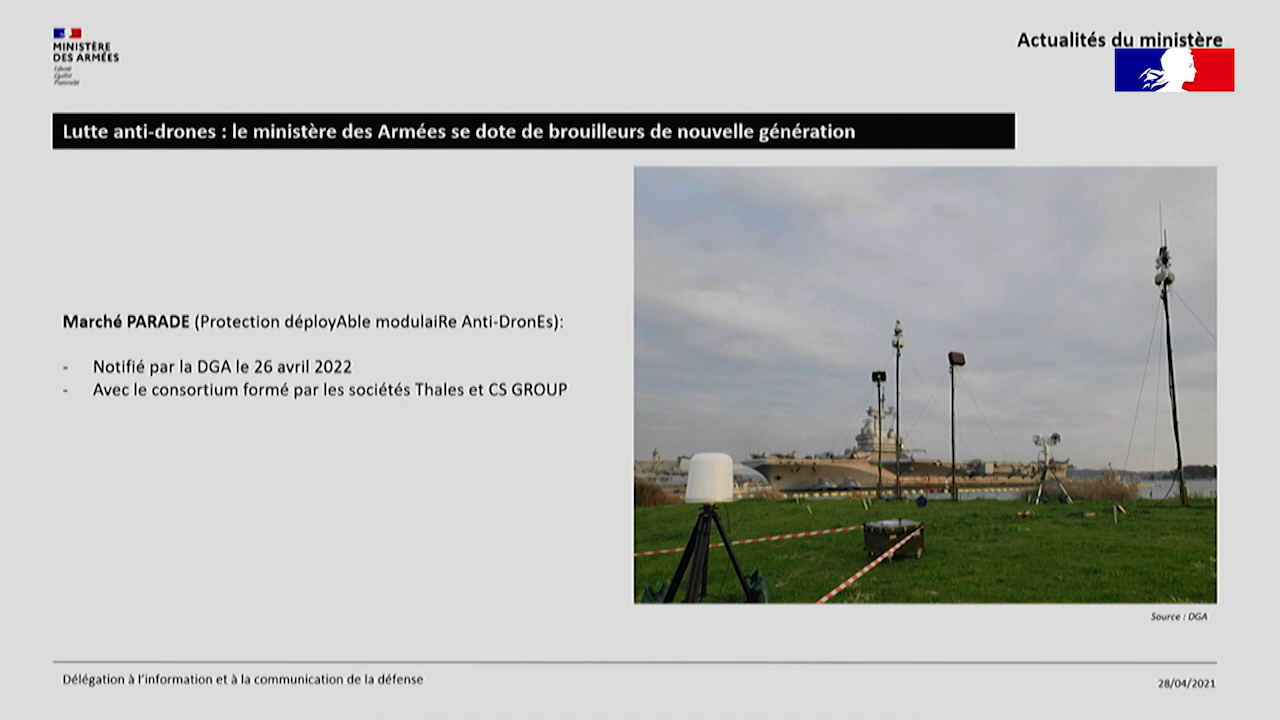 MINISTÈRE
DES ARMÉES
Liberté
Égalité
Fraternité
Actualités du ministère
Lutte anti-drones : le ministère des Armées se dote de brouilleurs de nouvelle génération
Marché PARADE (Protection déployAble modulaiRe Anti-DronEs):
- Notifié par la DGA le 26 avril 2022
- Avec le consortium formé par les sociétés Thales et CS GROUP
Source : DGA
Délégation à l'information et à la communication de la défense
28/04/2021